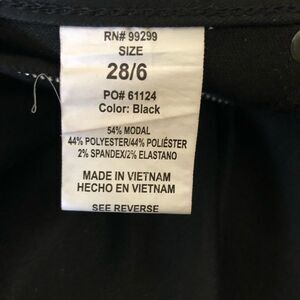 RN# 99299
SIZE
28/6
PO# 61124
Color: Black
54% MODAL
44% POLYESTER/44% POLIÉSTER
2% SPANDEX/2% ELASTANO
MADE IN VIETNAM
HECHO EN VIETNAM
SEE REVERSE